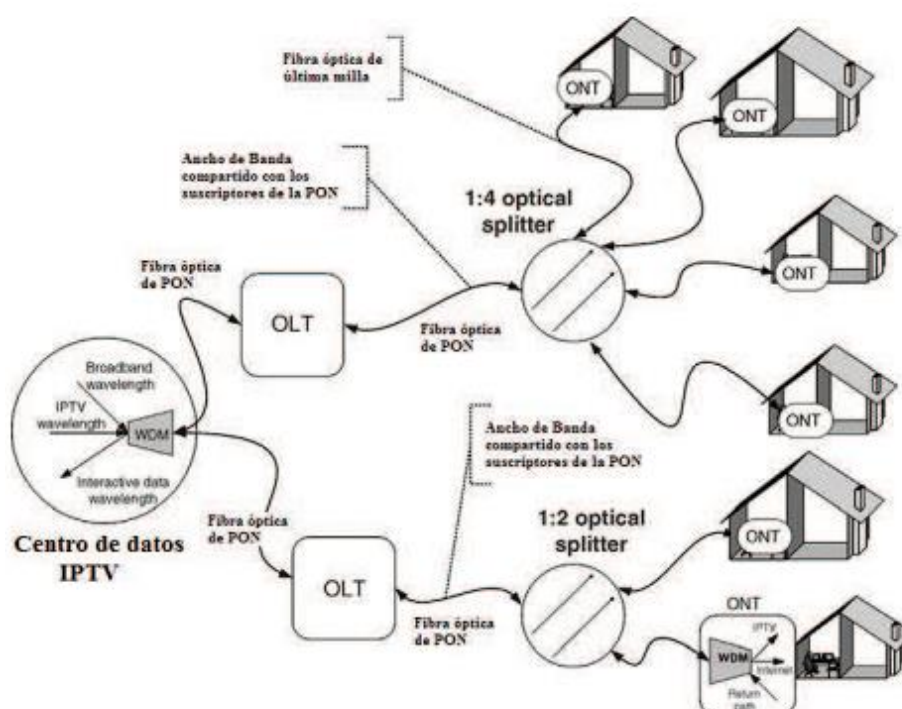 Fibra óptica de
última milla
ONT
ONT
Ancho de Banda
compartido con los
suscriptores de la PON
1:4 optical
splitter
ONT
Fibra óptica
de PON
OLT
Fibra óptica
de PON
Broadband
wavelength
IPTV
wavelength
WDM
Interactive data
wavelength
Centro de datos
IPTV
ONT
Ancho de Banda
compartido con los
suscriptores de la PON
Fibra óptica
de PON
1:2 optical
splitter
ONT
OLT
Fibra óptica
de PON
ONT
IPTV
WDM
Internet
Return
path